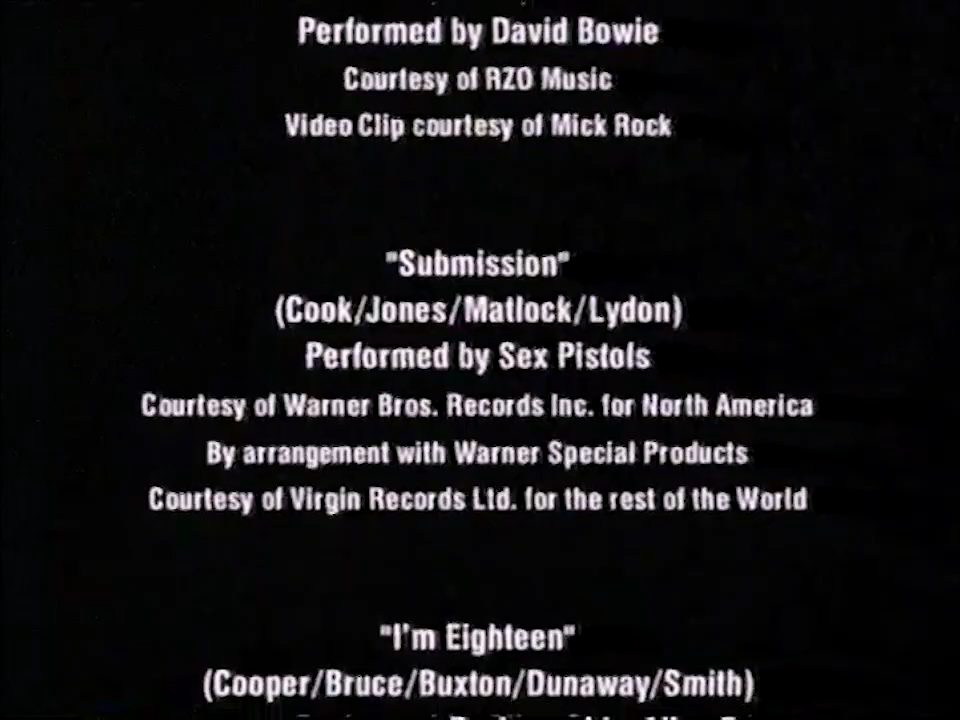 Performed by David Bowie
Courtesy of RZO Music
Video Clip courtesy of Mick Rock
"Submission"
(Cook/Jones/Matlock/Lydon)
Performed by Sex Pistols
Courtesy of Warner Bros. Records Inc. for North America
By arrangement with Warner Special Products
Courtesy of Virgin Records Ltd. for the rest of the World
"I'm Eighteen"
(Cooper/Bruce/Buxton/Dunaway/Smith)